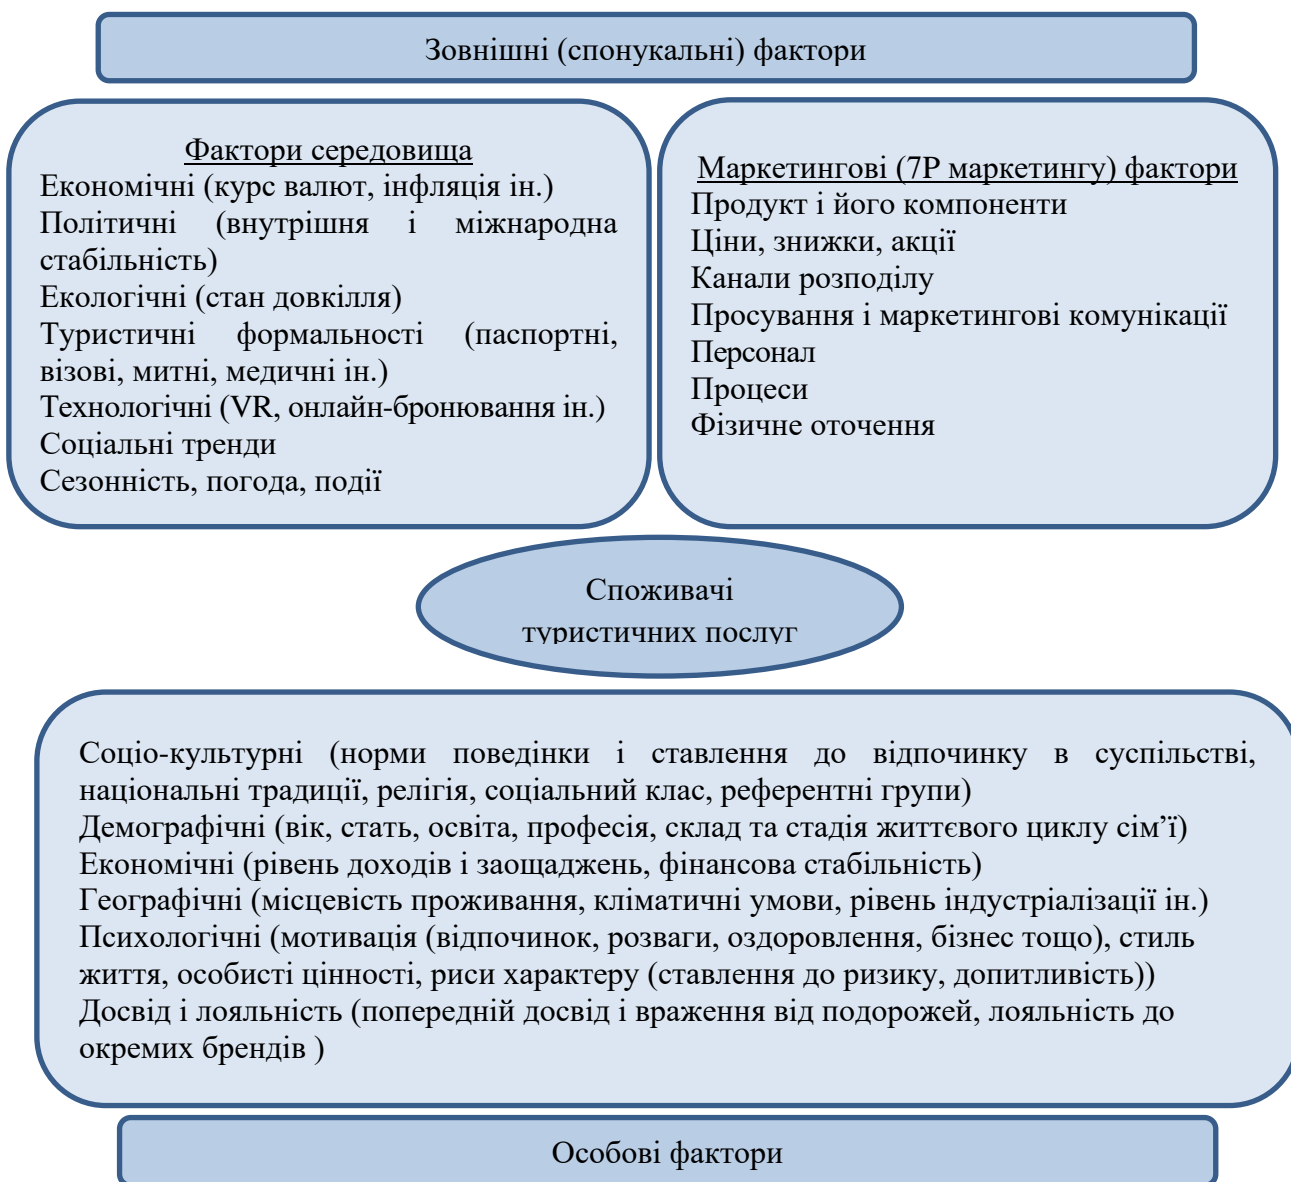 Зовнішні (спонукальні) фактори
Фактори середовища
Економічні (курс валют, інфляція ін.)
Політичні (внутрішня і міжнародна
стабільність)
Екологічні (стан довкілля)
Туристичні формальності (паспортні,
візові, митні, медичні ін.)
Технологічні (VR, онлайн-бронювання ін.)
Соціальні тренди
Сезонність, погода, події
Маркетингові (7Р маркетингу) фактори
Продукт і його компоненти
Ціни, знижки, акції
Канали розподілу
Просування і маркетингові комунікації
Персонал
Процеси
Фізичне оточення
Споживачі
туристичних послуг
Соціо-культурні (норми поведінки і ставлення до відпочинку в суспільстві,
національні традиції, релігія, соціальний клас, референтні групи)
Демографічні (вік, стать, освіта, професія, склад та стадія життєвого циклу сім’ї)
Економічні (рівень доходів і заощаджень, фінансова стабільність)
Географічні (місцевість проживання, кліматичні умови, рівень індустріалізації ін.)
Психологічні (мотивація (відпочинок, розваги, оздоровлення, бізнес тощо), стиль
життя, особисті цінності, риси характеру (ставлення до ризику, допитливість))
Досвід і лояльність (попередній досвід і враження від подорожей, лояльність до
окремих брендів )
Особові фактори